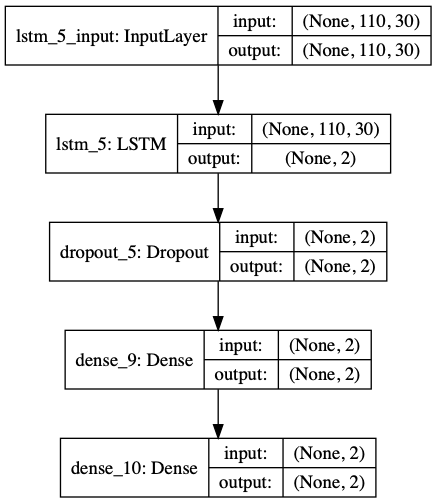 lstm_5_input: InputLayer
input: (None, 110, 30)
output: (None, 110, 30)
lstm_5: LSTM
input: (None, 110, 30)
output: (None, 2)
dropout_5: Dropout
input: (None, 2)
output: (None, 2)
dense_9: Dense
input: (None, 2)
output: (None, 2)
dense_10: Dense
input: (None, 2)
output: (None, 2)